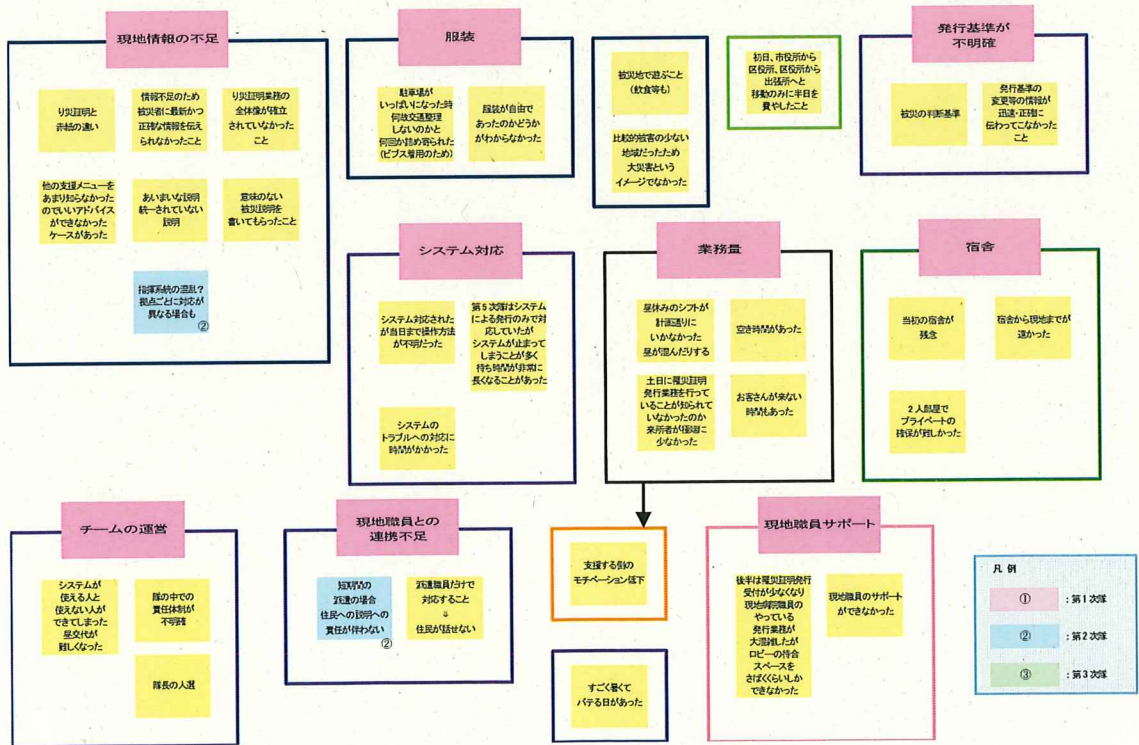 現地情報の不足
り災証明と
赤紙の違い
情報不足のため
被災者に最新かつ
正確な情報を伝え
られなかったこと
り災証明業務の
全体像が確立
されていなかった
こと
他の支援メニューを
あまり知らなかった
のでいいアドバイス
ができなかった
ケースがあった
あいまいな説明
統一されていない
説明
意味のない
被災説明を
書いてもらったこと
指揮系統の混乱?
拠点ごとに対応が
異なる場合も
②
服装
駐車場が
いっぱいになった時
何故交通整理
しないのかと
何回か詰め寄られた
(ビブス着用のため)
服装が自由で
あったのかどうか
がわからなかった
被災地で遊ぶこと
(飲食等も)
比較的被害の少ない
地域だったため
大災害という
イメージでなかった
初日、市役所から
区役所、区役所から
出張所へと
移動のみに半日を
費やしたこと
発行基準が
不明確
被災の判断基準
発行基準の
変更等の情報が
迅速・正確に
伝わってこなかった
こと
システム対応
システム対応された
が当日まで操作方法
が不明だった
第5次隊はシステム
による発行のみで対
応していたが
システムが止まって
しまうことが多く
待ち時間が非常に
長くなることがあった
システムの
トラブルへの対応に
時間がかかった
業務量
昼休みのシフトが
計画通りに
いかなかった
昼が混んだりする
空き時間があった
土日に罹災証明
発行業務を行って
いることが知られて
いなかったのか
来所者が極端に
少なかった
お客さんが来ない
時間もあった
宿舎
当初の宿舎が
残念
宿舎から現地までが
遠かった
2人部屋で
プライベートの
確保が難しかった
チームの運営
システムが
使える人と
使えない人が
できてしまった
昼交代が
難しくなった
隊の中での
責任体制が
不明確
隊長の人選
現地職員との
連携不足
短期間の
派遣の場合
住民への説明への
責任が伴わない
②
派遣職員だけで
対応すること
⇓
住民が話せない
支援する側の
モチベーション低下
すごく暑くて
バテる日があった
現地職員サポート
後半は罹災証明発行
受付が少なくなり
現地病院職員の
やっている
発行業務が
大混雑したが
ロビーの待合
スペースを
さばくくらいしか
できなかった
現地職員のサポート
ができなかった
凡 例
① :第1次隊
② :第2次隊
③ :第3次隊